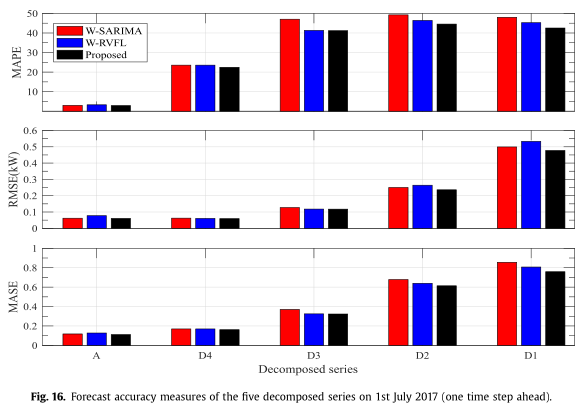 50
40
30
20
10
MAPE
W-SARIMA
W-RVFL
Proposed
0.6
0.5
0.4
0.3
0.2
0.1
0
RMSE(kW)
1
0.8
0.6
0.4
0.2
0
MASE
A D4 D3 D2 D1
Decomposed series
Fig. 16. Forecast accuracy measures of the five decomposed series on 1st July 2017 (one time step ahead).